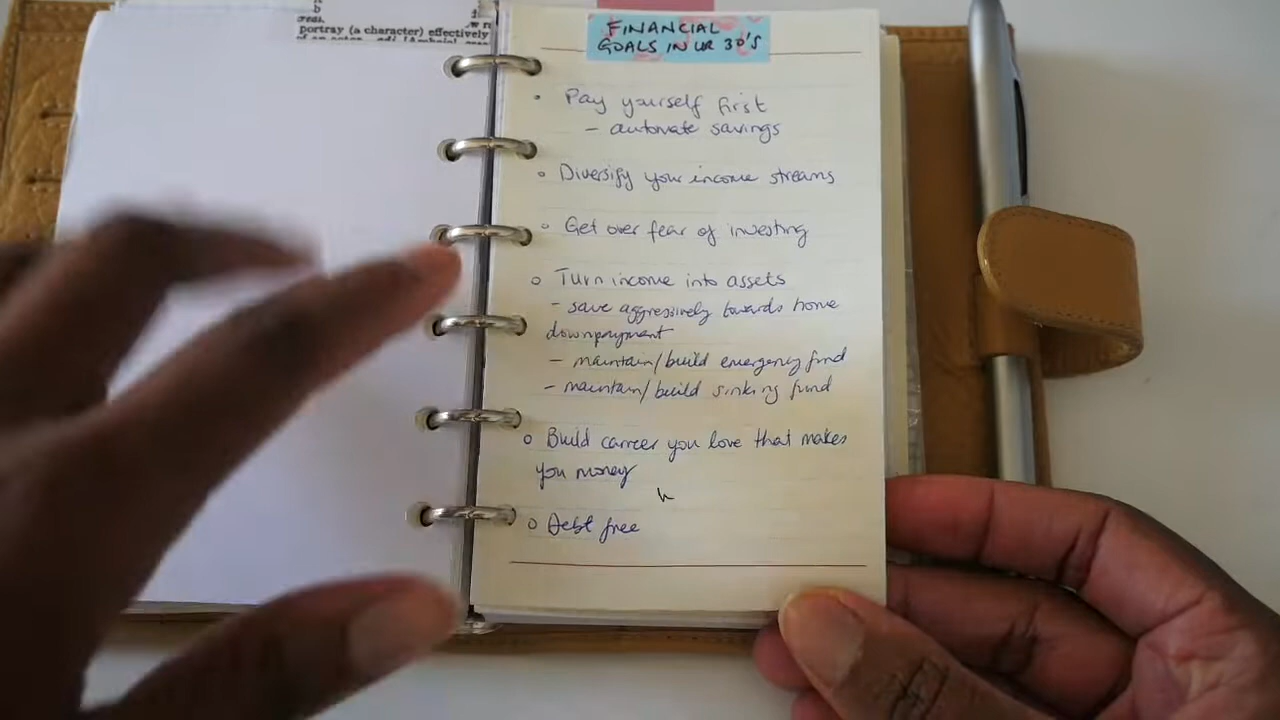 portray (a character) effectively
FINANCIAL
GOALS IN UR 30'S
• Pay yourself first
- automate savings
• Diversify your income streams
• Get over fear of investing
• Turn income into assets
- save aggressively towards home
downpayment
- maintain/build emergency fund
- maintain/build sinking fund
• Build carreer you love that makes
you money
• Debt free